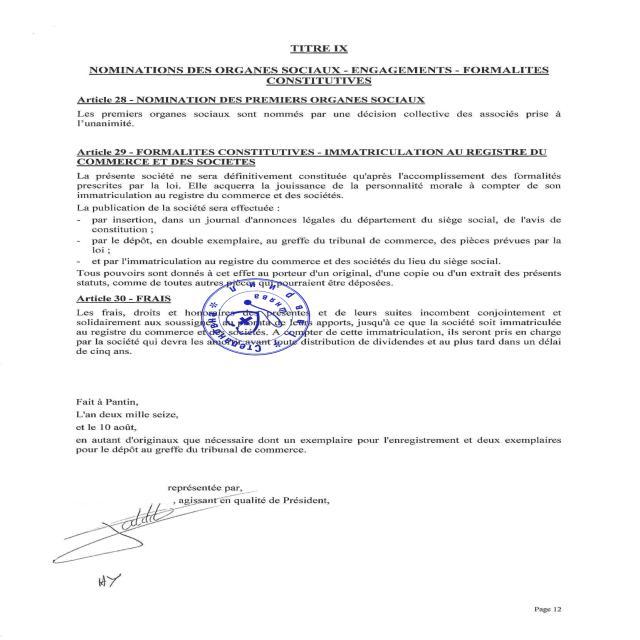 TITRE IX
NOMINATIONS DES ORGANES SOCIAUX - ENGAGEMENTS - FORMALITES
CONSTITUTIVES
Article 28 - NOMINATION DES PREMIERS ORGANES SOCIAUX
Les premiers organes sociaux sont nommés par une décision collective des associés prise à
l'unanimité.
Article 29 - FORMALITES CONSTITUTIVES - IMMATRICULATION AU REGISTRE DU
COMMERCE ET DES SOCIETES
La présente société ne sera définitivement constituée qu'après l'accomplissement des formalités
prescrites par la loi. Elle acquerra la jouissance de la personnalité morale à compter de son
immatriculation au registre du commerce et des sociétés.
La publication de la société sera effectuée :
- par insertion, dans un journal d'annonces légales du département du siège social, de l'avis de
constitution ;
- par le dépôt, en double exemplaire, au greffe du tribunal de commerce, des pièces prévues par la
loi ;
- et par l'immatriculation au registre du commerce et des sociétés du lieu du siège social.
Tous pouvoirs sont donnés à cet effet au porteur d'un original, d'une copie ou d'un extrait des présents
statuts, comme de toutes autres pièces qui pourraient être déposées.
Article 30 - FRAIS
Les frais, droits et honoraires des présentes et de leurs suites incombent conjointement et
solidairement aux soussignés, au prorata de leurs apports, jusqu'à ce que la société soit immatriculée
au registre du commerce et des sociétés. A compter de cette immatriculation, ils seront pris en charge
par la société qui devra les amortir avant toute distribution de dividendes et au plus tard dans un délai
de cinq ans.
Fait à Pantin,
L'an deux mille seize,
et le 10 août,
en autant d'originaux que nécessaire dont un exemplaire pour l'enregistrement et deux exemplaires
pour le dépôt au greffe du tribunal de commerce.
représentée par,
, agissant en qualité de Président,
HY
Page 12